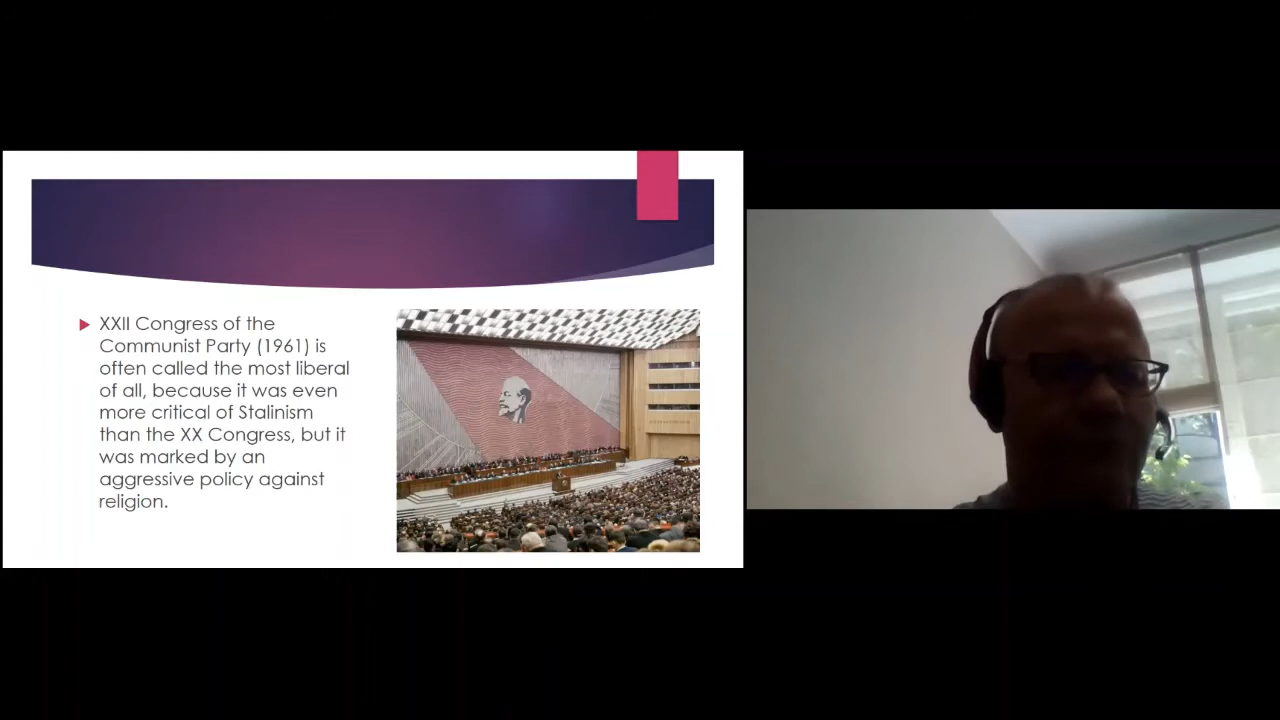 XXII Congress of the
Communist Party (1961) is
often called the most liberal
of all, because it was even
more critical of Stalinism
than the XX Congress, but it
was marked by an
aggressive policy against
religion.